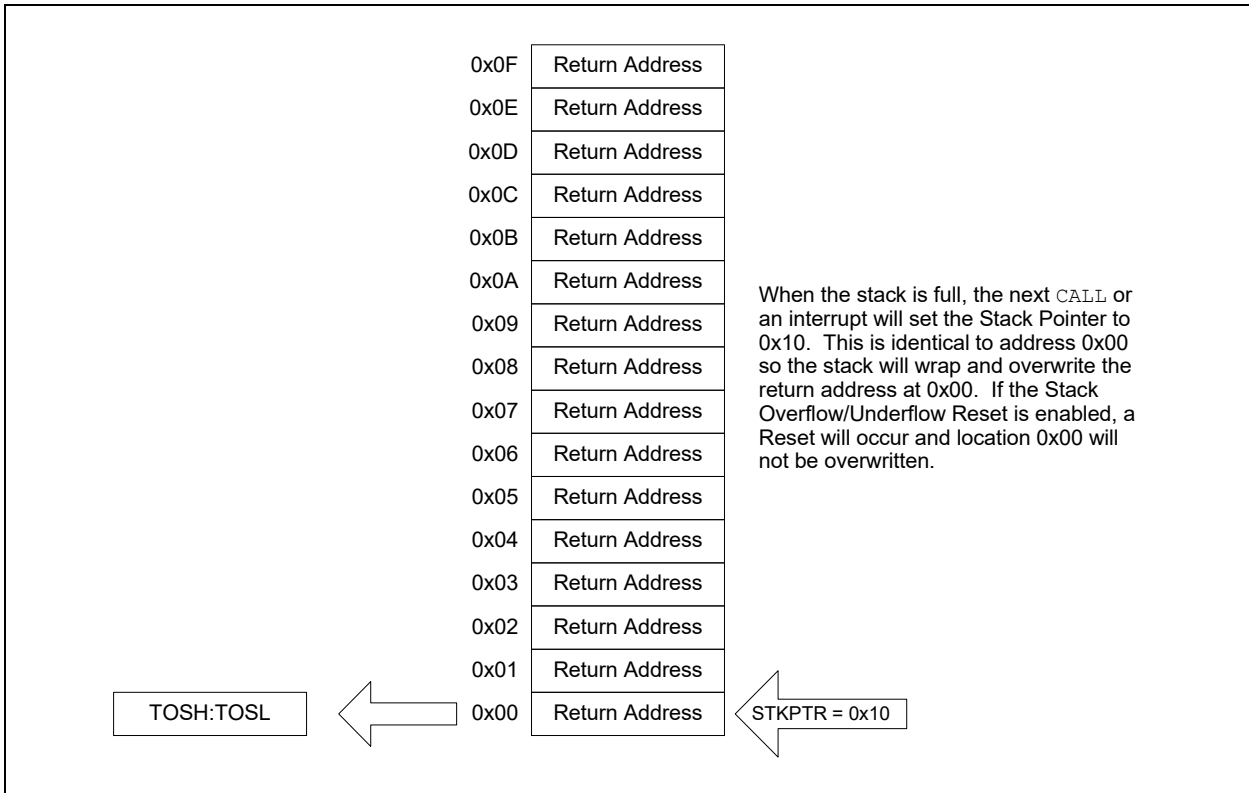 0x0F Return Address
0x0E Return Address
0x0D Return Address
0x0C Return Address
0x0B Return Address
0x0A Return Address
0x09 Return Address
0x08 Return Address
0x07 Return Address
0x06 Return Address
0x05 Return Address
0x04 Return Address
0x03 Return Address
0x02 Return Address
0x01 Return Address
TOSH:TOSL 0x00 Return Address STKPTR = 0x10
When the stack is full, the next CALL or
an interrupt will set the Stack Pointer to
0x10. This is identical to address 0x00
so the stack will wrap and overwrite the
return address at 0x00. If the Stack
Overflow/Underflow Reset is enabled, a
Reset will occur and location 0x00 will
not be overwritten.